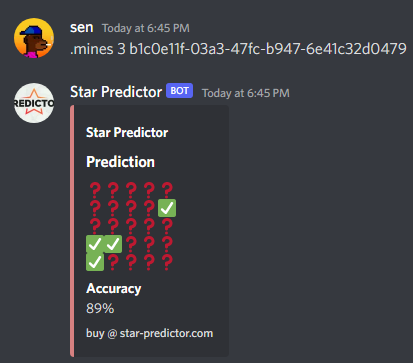 sen Today at 6:45 PM
.mines 3 b1c0e11f-03a3-47fc-b947-6e41c32d0479
REDICTO
Star Predictor BOT Today at 6:45 PM
Star Predictor
Prediction
❓❓❓❓❓
❓❓❓❓✅
❓❓❓❓❓
✅✅❓❓❓
✅❓❓❓❓
Accuracy
89%
buy @ star-predictor.com